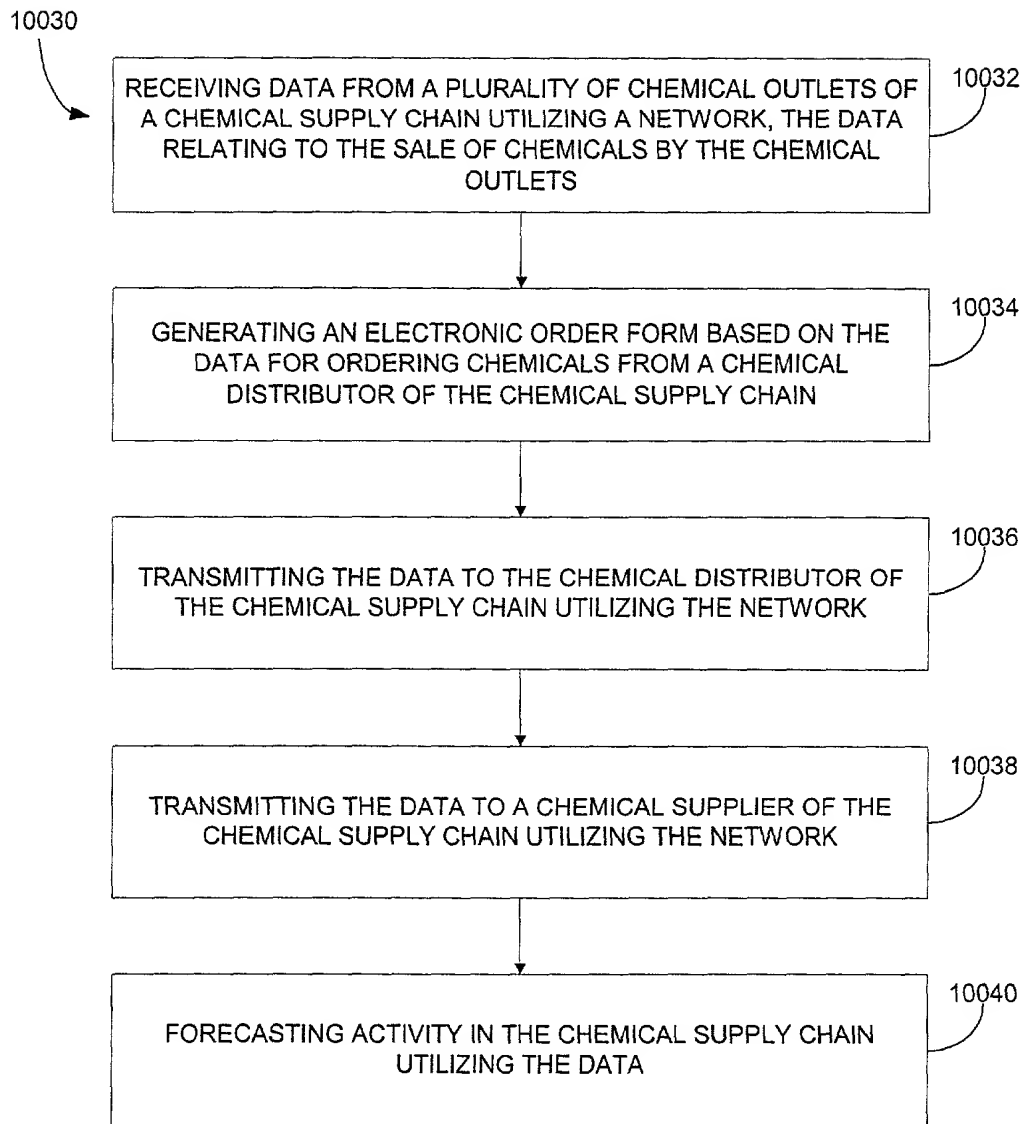 10030
10032
RECEIVING DATA FROM A PLURALITY OF CHEMICAL OUTLETS OF
A CHEMICAL SUPPLY CHAIN UTILIZING A NETWORK, THE DATA
RELATING TO THE SALE OF CHEMICALS BY THE CHEMICAL
OUTLETS
10034
GENERATING AN ELECTRONIC ORDER FORM BASED ON THE
DATA FOR ORDERING CHEMICALS FROM A CHEMICAL
DISTRIBUTOR OF THE CHEMICAL SUPPLY CHAIN
10036
TRANSMITTING THE DATA TO THE CHEMICAL DISTRIBUTOR OF
THE CHEMICAL SUPPLY CHAIN UTILIZING THE NETWORK
10038
TRANSMITTING THE DATA TO A CHEMICAL SUPPLIER OF THE
CHEMICAL SUPPLY CHAIN UTILIZING THE NETWORK
10040
FORECASTING ACTIVITY IN THE CHEMICAL SUPPLY CHAIN
UTILIZING THE DATA